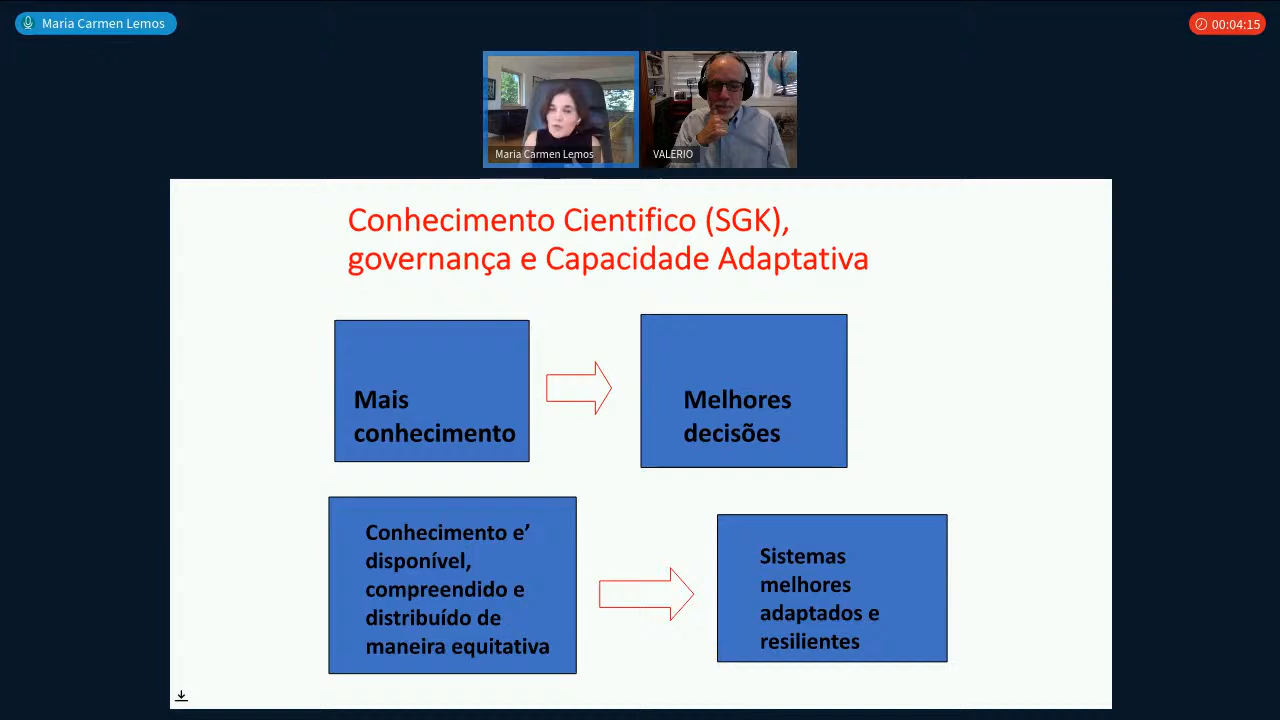 Maria Carmen Lemos
00:04:15
Maria Carmen Lemos
VALERIO
Conhecimento Cientifico (SGK),
governança e Capacidade Adaptativa
Mais
conhecimento
Melhores
decisões
Conhecimento e’
disponível,
compreendido e
distribuído de
maneira equitativa
Sistemas
melhores
adaptados e
resilientes